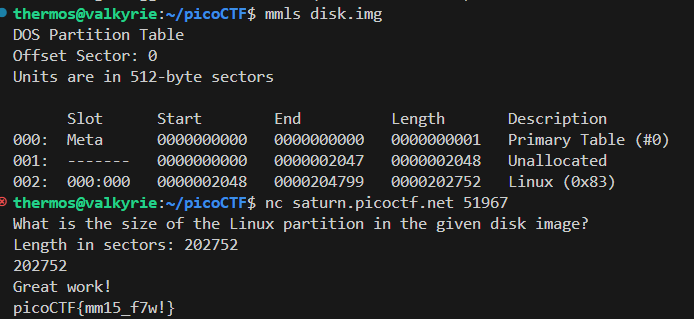 thermos@valkyrie:~/picoCTF$ mmls disk.img
DOS Partition Table
Offset Sector: 0
Units are in 512-byte sectors

      Slot      Start        End          Length       Description
000:  Meta      0000000000   0000000000   0000000001   Primary Table (#0)
001:  -------   0000000000   0000002047   0000002048   Unallocated
002:  000:000   0000002048   0000204799   0000202752   Linux (0x83)
thermos@valkyrie:~/picoCTF$ nc saturn.picoctf.net 51967
What is the size of the Linux partition in the given disk image?
Length in sectors: 202752
202752
Great work!
picoCTF{mm15_f7w!}